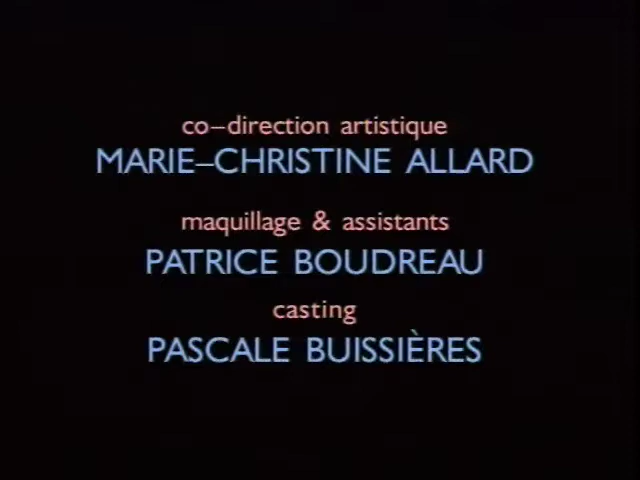 co–direction artistique
MARIE–CHRISTINE ALLARD
maquillage & assistants
PATRICE BOUDREAU
casting
PASCALE BUISSIÈRES